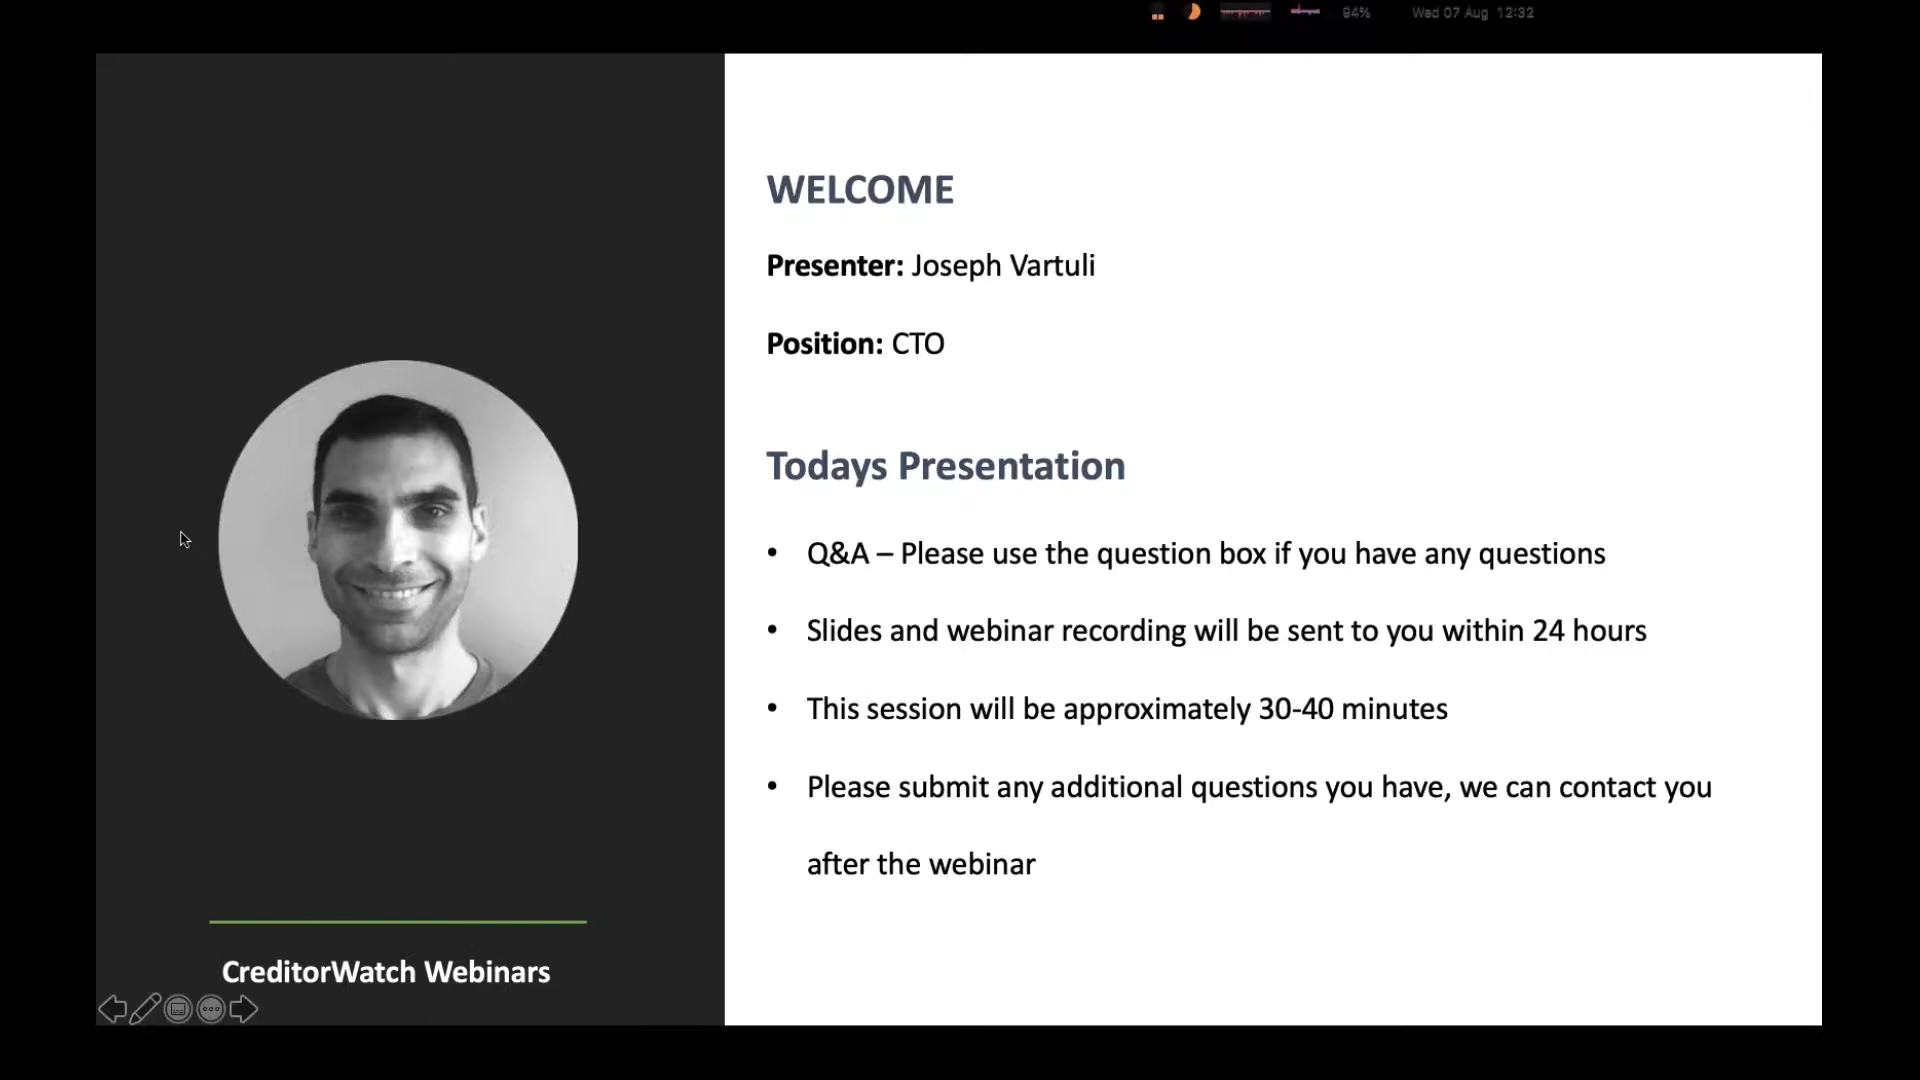 94% Wed 07 Aug 12:32
WELCOME
Presenter: Joseph Vartuli
Position: CTO
Todays Presentation
• Q&A – Please use the question box if you have any questions
• Slides and webinar recording will be sent to you within 24 hours
• This session will be approximately 30-40 minutes
• Please submit any additional questions you have, we can contact you
after the webinar
CreditorWatch Webinars